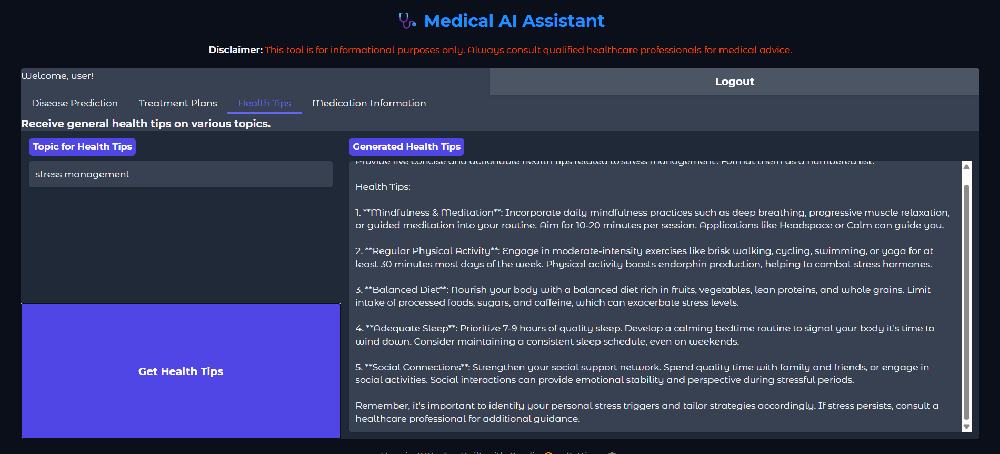 Medical AI Assistant
Disclaimer: This tool is for informational purposes only. Always consult qualified healthcare professionals for medical advice.
Welcome, user!
Logout
Disease Prediction
Treatment Plans
Health Tips
Medication Information
Receive general health tips on various topics.
Topic for Health Tips
stress management
Get Health Tips
Generated Health Tips
Provide five concise and actionable health tips related to 'stress management'. Format them as a numbered list.
Health Tips:
1. **Mindfulness & Meditation**: Incorporate daily mindfulness practices such as deep breathing, progressive muscle relaxation,
or guided meditation into your routine. Aim for 10-20 minutes per session. Applications like Headspace or Calm can guide you.
2. **Regular Physical Activity**: Engage in moderate-intensity exercises like brisk walking, cycling, swimming, or yoga for at
least 30 minutes most days of the week. Physical activity boosts endorphin production, helping to combat stress hormones.
3. **Balanced Diet**: Nourish your body with a balanced diet rich in fruits, vegetables, lean proteins, and whole grains. Limit
intake of processed foods, sugars, and caffeine, which can exacerbate stress levels.
4. **Adequate Sleep**: Prioritize 7-9 hours of quality sleep. Develop a calming bedtime routine to signal your body it's time to
wind down. Consider maintaining a consistent sleep schedule, even on weekends.
5. **Social Connections**: Strengthen your social support network. Spend quality time with family and friends, or engage in
social activities. Social interactions can provide emotional stability and perspective during stressful periods.
Remember, it's important to identify your personal stress triggers and tailor strategies accordingly. If stress persists, consult a
healthcare professional for additional guidance.